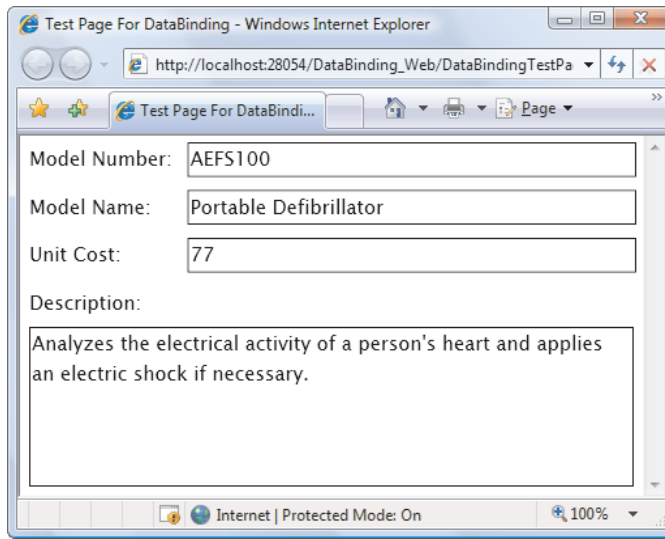 Test Page For DataBinding - Windows Internet Explorer
http://localhost:28054/DataBinding_Web/DataBindingTestPa
Test Page For DataBindi... Page
Model Number: AEFS100
Model Name: Portable Defibrillator
Unit Cost: 77
Description:
Analyzes the electrical activity of a person's heart and applies
an electric shock if necessary.
Internet | Protected Mode: On 100%